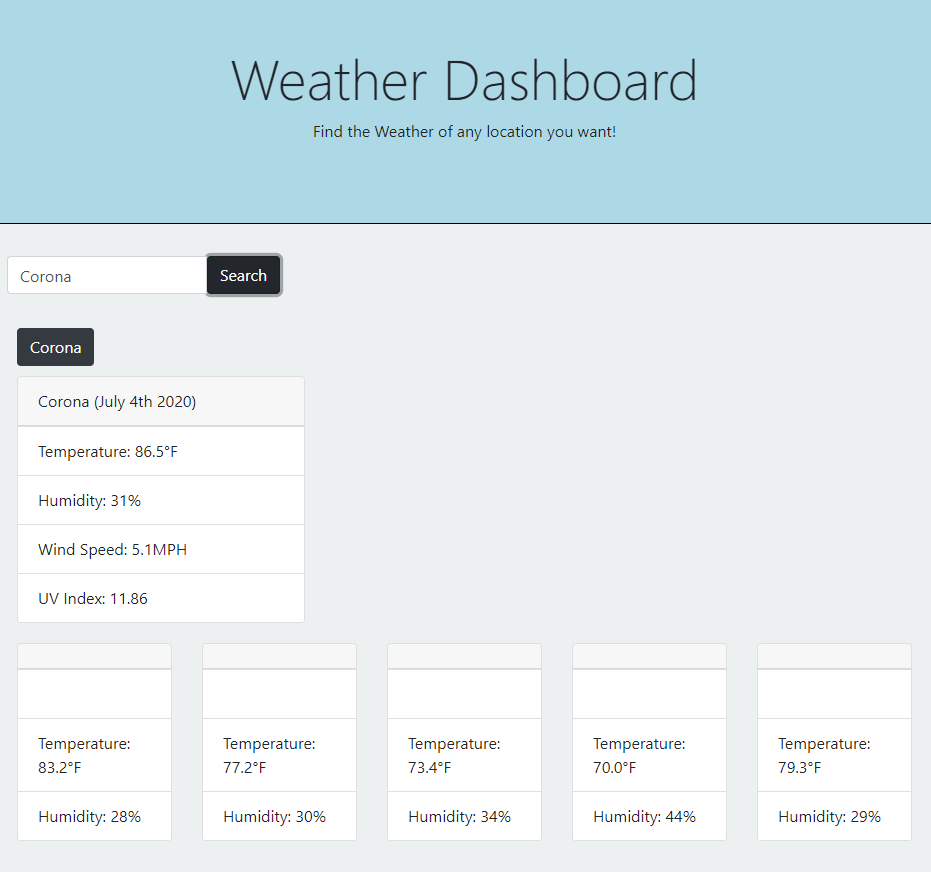 Weather Dashboard
Find the Weather of any location you want!
Corona
Search
Corona
Corona (July 4th 2020)
Temperature: 86.5°F
Humidity: 31%
Wind Speed: 5.1MPH
UV Index: 11.86
Temperature:
83.2°F
Humidity: 28%
Temperature:
77.2°F
Humidity: 30%
Temperature:
73.4°F
Humidity: 34%
Temperature:
70.0°F
Humidity: 44%
Temperature:
79.3°F
Humidity: 29%